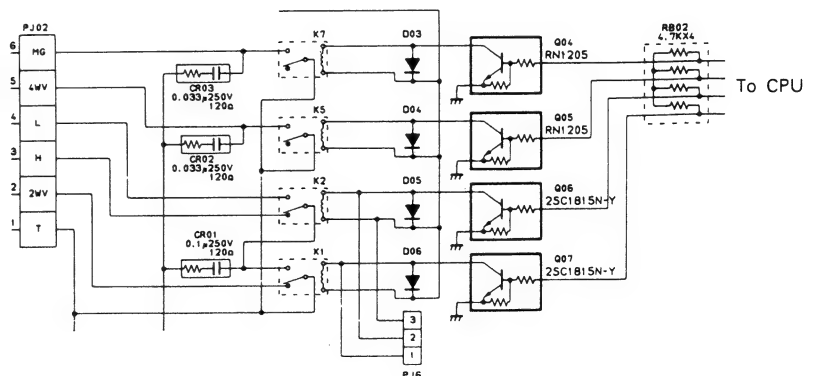 PJ02
6 MG
5 4WV
4 L
3 H
2 2WV
1 T
CR03
0.033μ250V
120Ω
CR02
0.033μ250V
120Ω
CR01
0.1μ250V
120Ω
K7
K5
K2
K1
D03
D04
D05
D06
Q04
RN1205
Q05
RN1205
Q06
2SC1815N-Y
Q07
2SC1815N-Y
RB02
4.7KX4
To CPU
3
2
1
PJ6